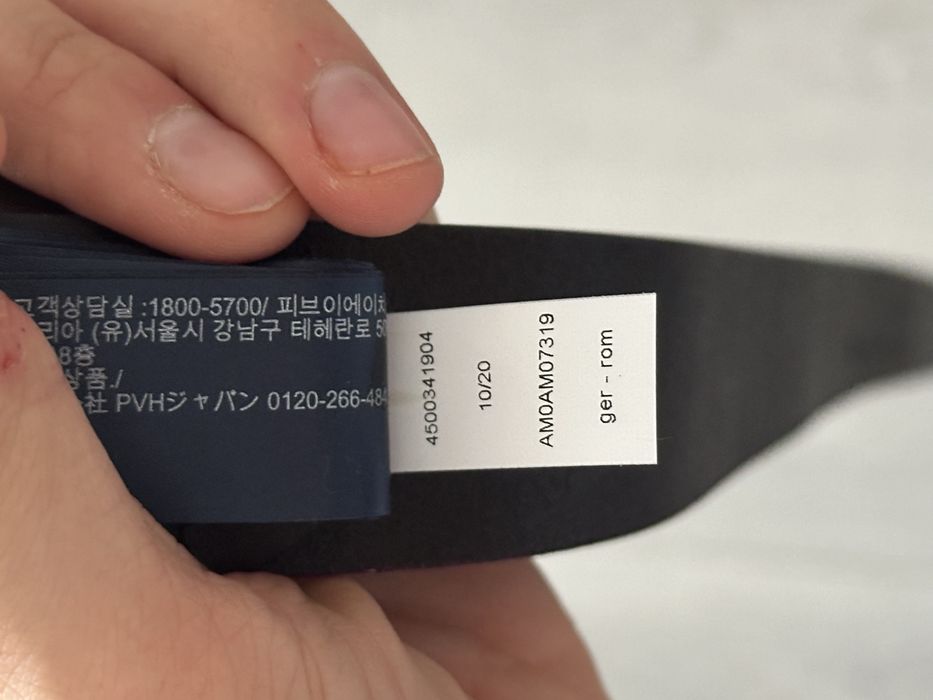 고객상담실 :1800-5700/ 피브이에이치
리아 (유)서울시 강남구 테헤란로
8층
상품./
社 PVHジャパン 0120-266-484
4500341904
10/20
AM0AM07319
ger - rom